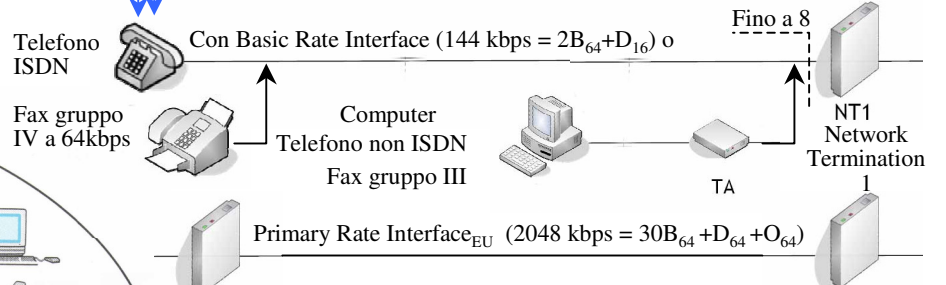 Fino a 8
Telefono
ISDN
Con Basic Rate Interface (144 kbps = 2B64+D16) o
Fax gruppo
IV a 64kbps
Computer
Telefono non ISDN
Fax gruppo III
TA
NT1
Network
Termination
1
Primary Rate InterfaceEU (2048 kbps = 30B64+D64+O64)